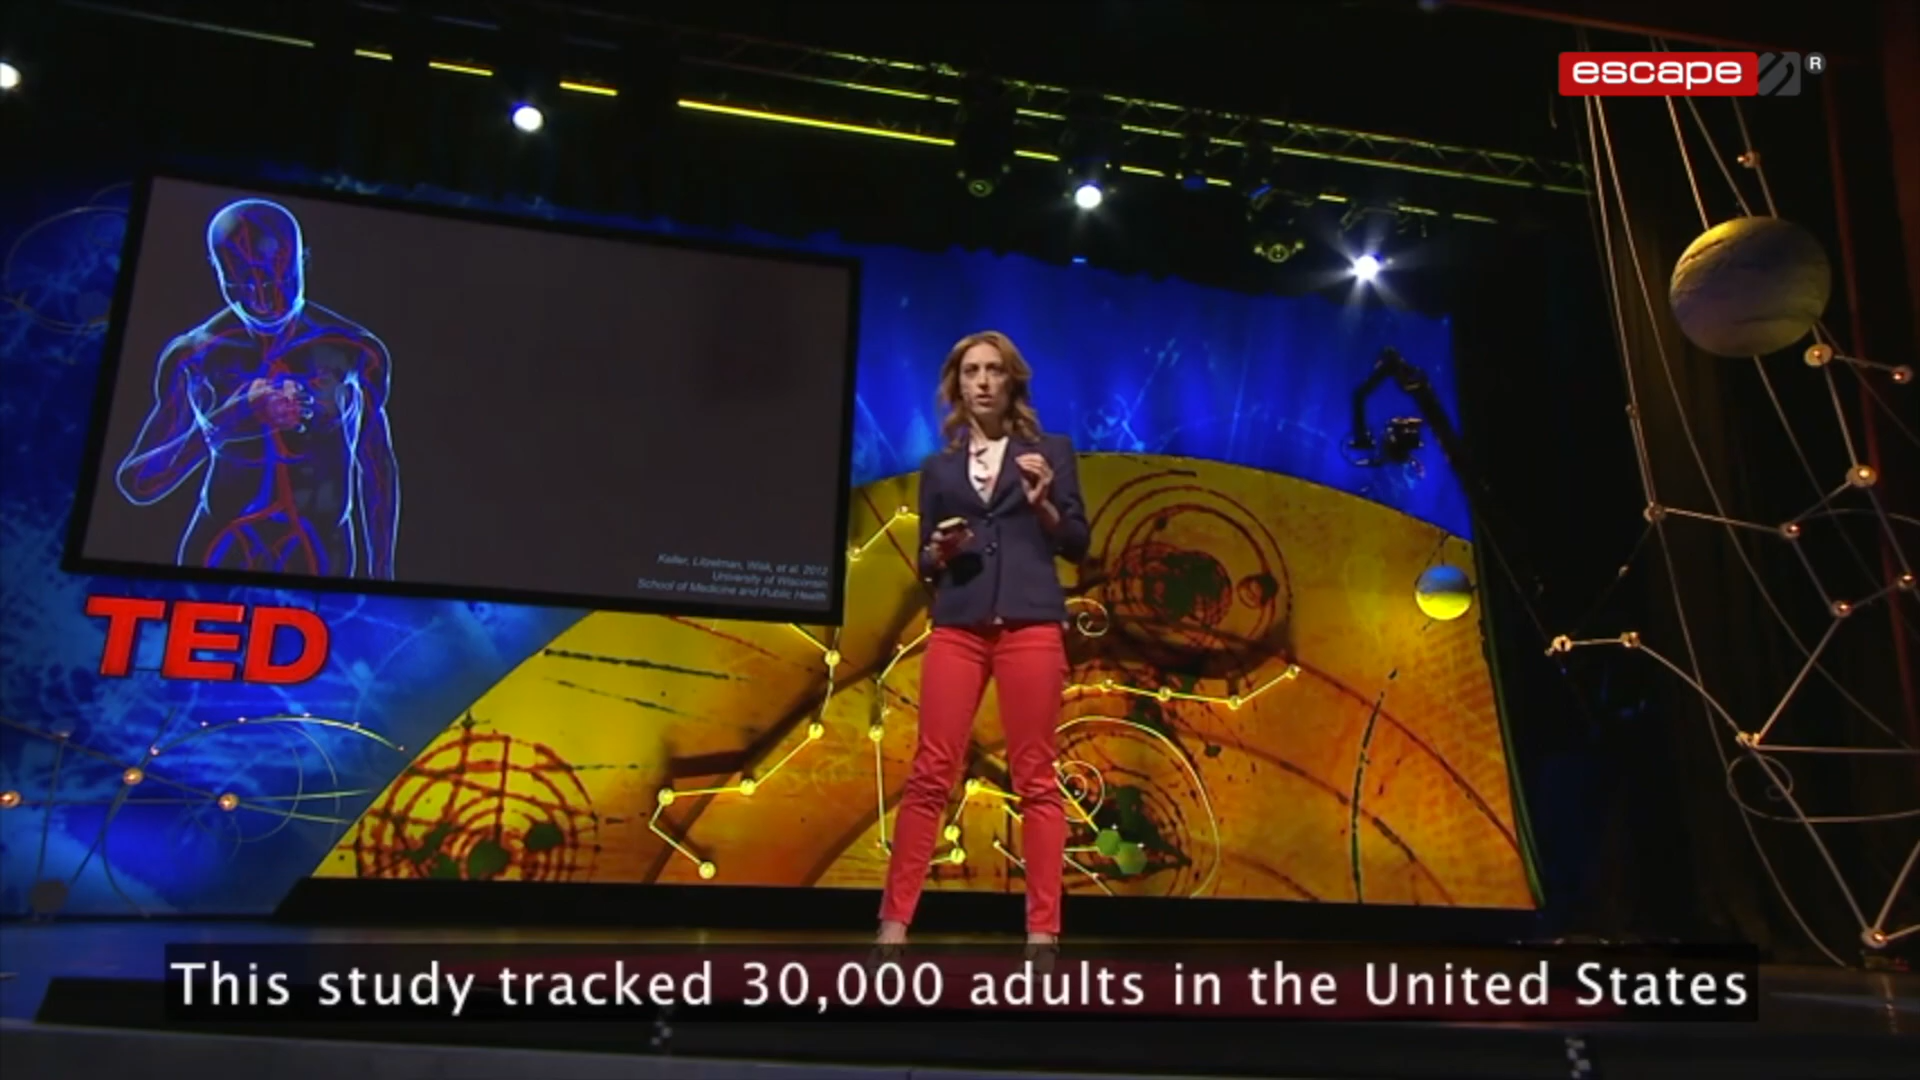 escape ®
Keller, Litzelman, Wisk, et al. 2012
University of Wisconsin
School of Medicine and Public Health
TED
This study tracked 30,000 adults in the United States